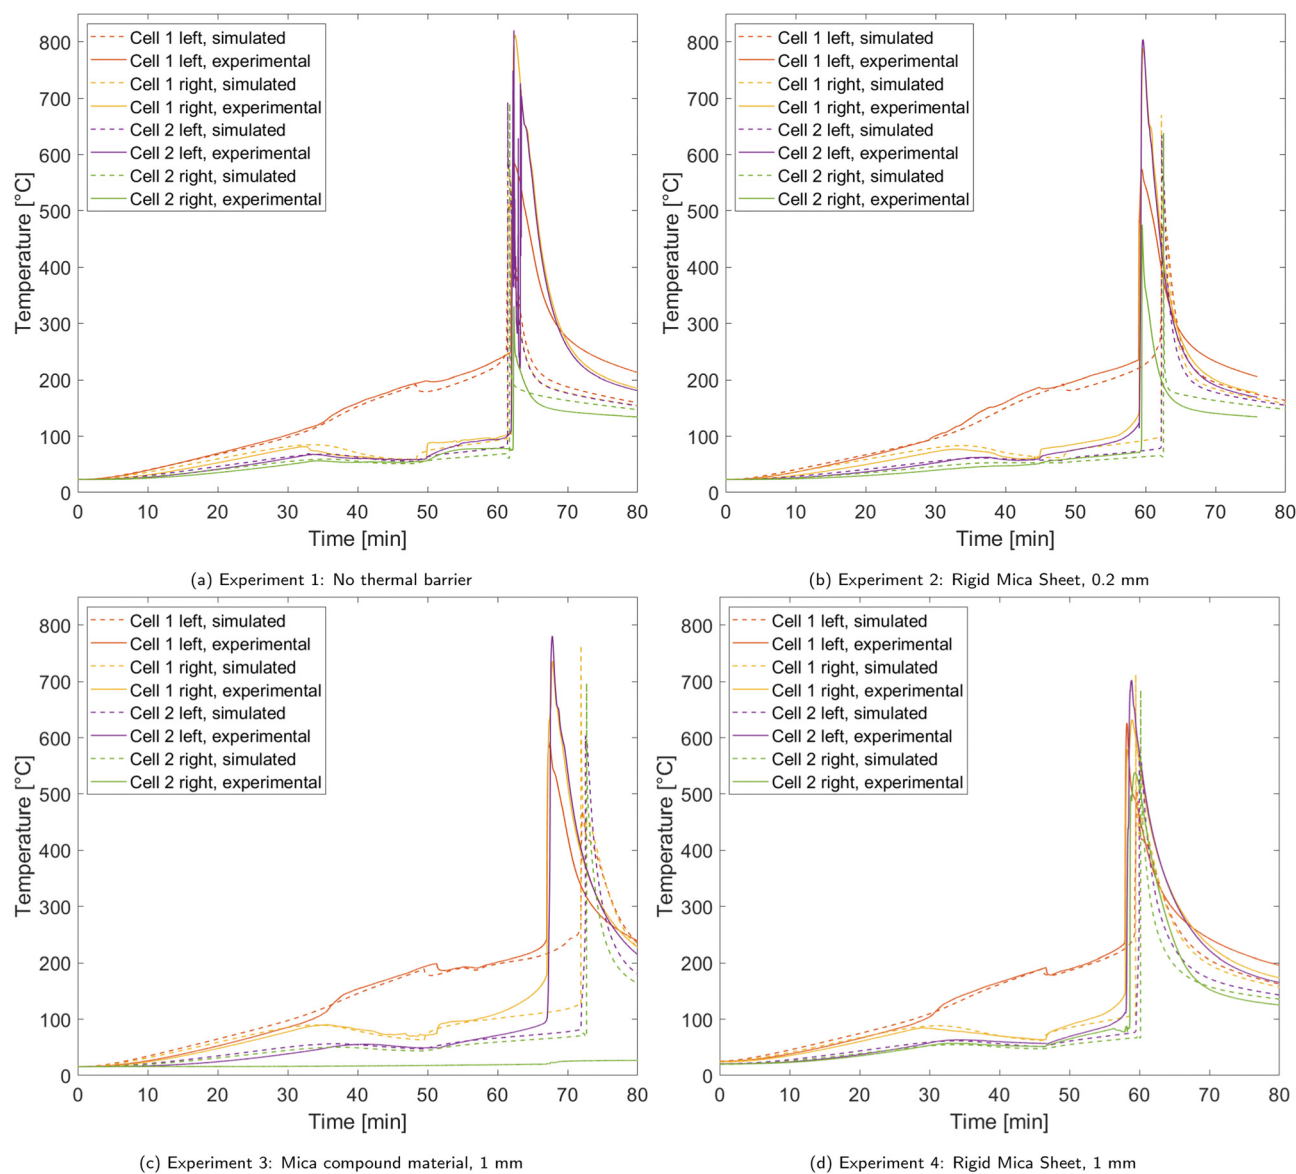 800
700
600
500
400
300
200
100
0
Temperature [°C]
Cell 1 left, simulated
Cell 1 left, experimental
Cell 1 right, simulated
Cell 1 right, experimental
Cell 2 left, simulated
Cell 2 left, experimental
Cell 2 right, simulated
Cell 2 right, experimental
0 10 20 30 40 50 60 70 80
Time [min]
(a) Experiment 1: No thermal barrier
800
700
600
500
400
300
200
100
0
Temperature [°C]
Cell 1 left, simulated
Cell 1 left, experimental
Cell 1 right, simulated
Cell 1 right, experimental
Cell 2 left, simulated
Cell 2 left, experimental
Cell 2 right, simulated
Cell 2 right, experimental
0 10 20 30 40 50 60 70 80
Time [min]
(b) Experiment 2: Rigid Mica Sheet, 0.2 mm
800
700
600
500
400
300
200
100
0
Temperature [°C]
Cell 1 left, simulated
Cell 1 left, experimental
Cell 1 right, simulated
Cell 1 right, experimental
Cell 2 left, simulated
Cell 2 left, experimental
Cell 2 right, simulated
Cell 2 right, experimental
0 10 20 30 40 50 60 70 80
Time [min]
(c) Experiment 3: Mica compound material, 1 mm
800
700
600
500
400
300
200
100
0
Temperature [°C]
Cell 1 left, simulated
Cell 1 left, experimental
Cell 1 right, simulated
Cell 1 right, experimental
Cell 2 left, simulated
Cell 2 left, experimental
Cell 2 right, simulated
Cell 2 right, experimental
0 10 20 30 40 50 60 70 80
Time [min]
(d) Experiment 4: Rigid Mica Sheet, 1 mm